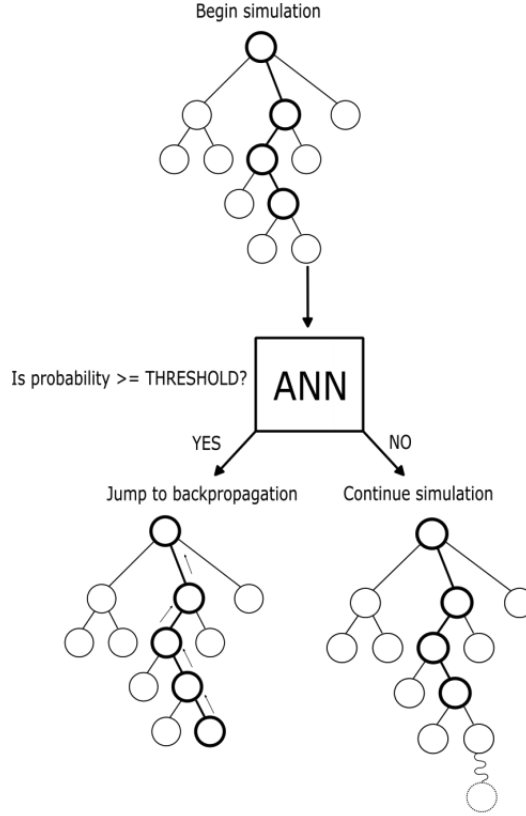 Begin simulation
Is probability >= THRESHOLD?
ANN
YES
NO
Jump to backpropagation
Continue simulation